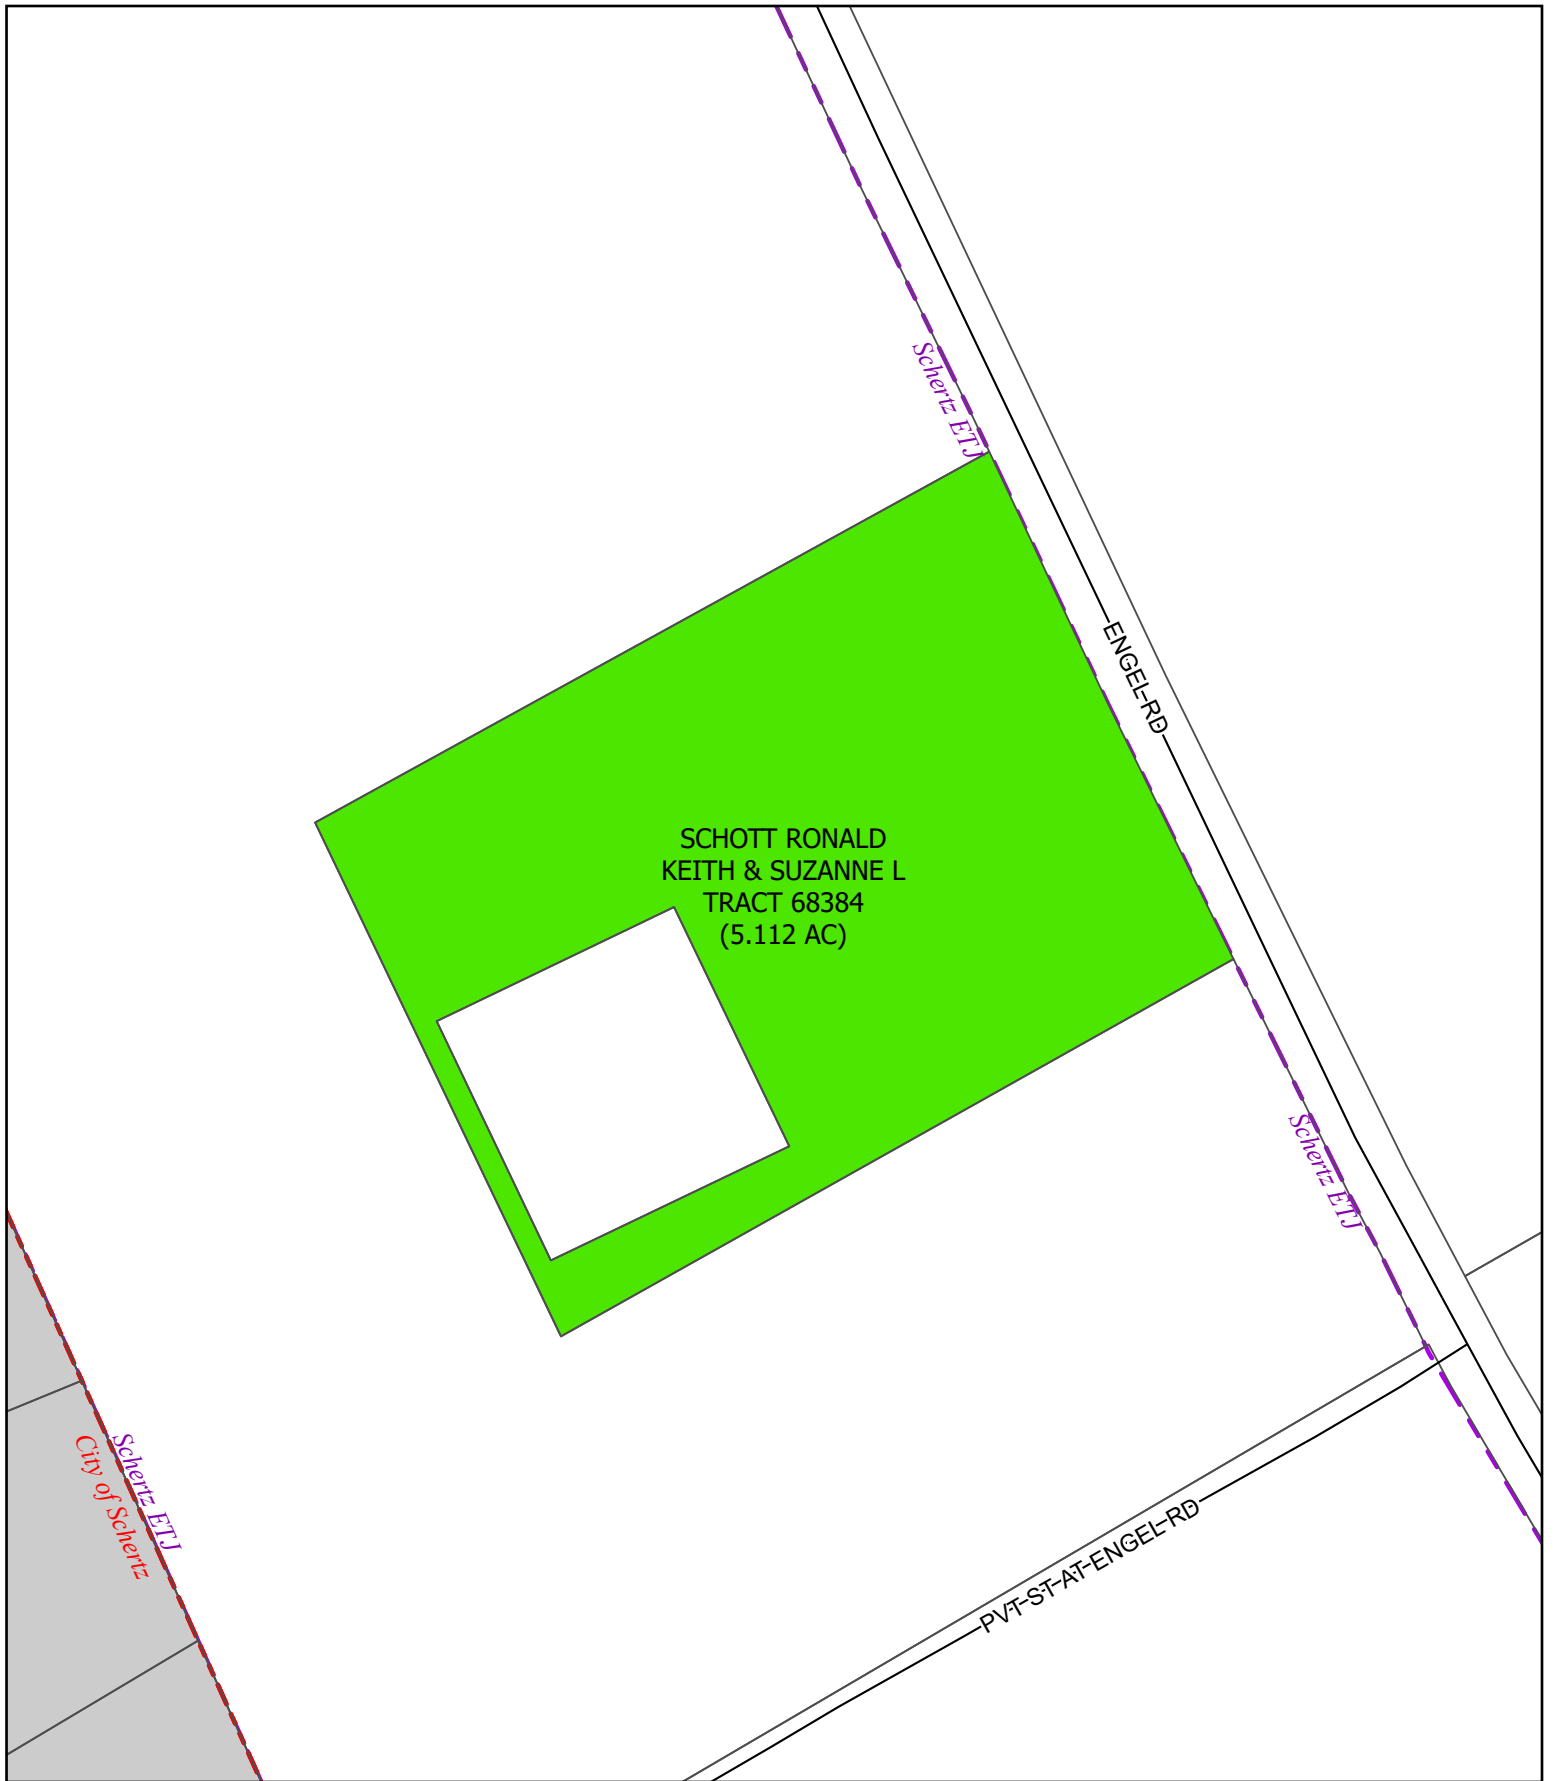 Schertz ETJ
ENGEL RD
SCHOTT RONALD
KEITH & SUZANNE L
TRACT 68384
(5.112 AC)
Schertz ETJ
Schertz ETJ
City of Schertz
PVT ST AT ENGEL RD